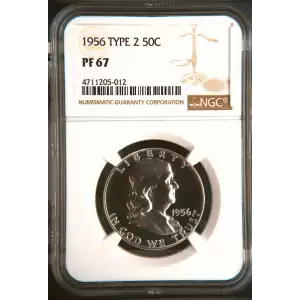 1956 TYPE 2 50C
PF 67
4711205-012
NUMISMATIC GUARANTY CORPORATION
NGC
LIBERTY
1956
IN GOD WE TRUST